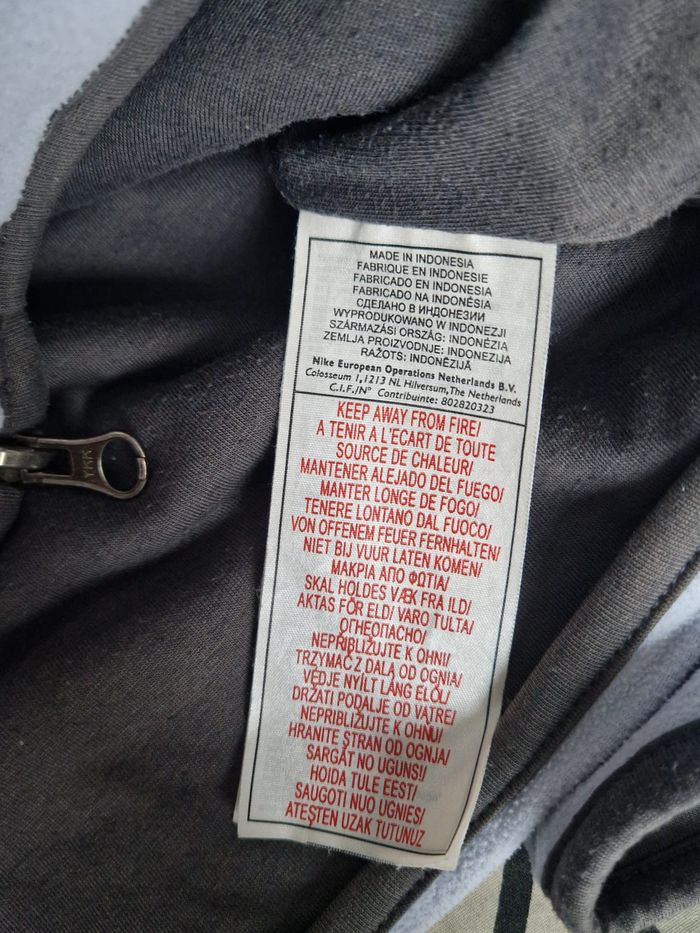 MADE IN INDONESIA
FABRIQUE EN INDONESIE
FABRICADO EN INDONESIA
FABRICADO NA INDONÉSIA
СДЕЛАНО В ИНДОНЕЗИИ
WYPRODUKOWANO W INDONEZJI
SZÁRMAZÁSI ORSZÁG: INDONÉZIA
ZEMLJA PROIZVODNJE: INDONEZIJA
RAŽOTS: INDONĒZIJĀ
Nike European Operations Netherlands B.V.
Colosseum 1,1213 NL Hilversum,The Netherlands
C.I.F./N° Contribuinte: 802820323
KEEP AWAY FROM FIRE/
A TENIR A L'ECART DE TOUTE
SOURCE DE CHALEUR/
MANTENER ALEJADO DEL FUEGO/
MANTER LONGE DE FOGO/
TENERE LONTANO DAL FUOCO/
VON OFFENEM FEUER FERNHALTEN/
NIET BIJ VUUR LATEN KOMEN/
ΜΑΚΡΙΑ ΑΠΟ ΦΩΤΙΑ/
SKAL HOLDES VÆK FRA ILD/
AKTAS FÖR ELD/ VARO TULTA/
ОГНЕОПАСНО/
NEPRIBLIŽUJTE K OHNI/
TRZYMAĆ Z DALA OD OGNIA/
VÉDJE NYÍLT LÁNG ELŐL/
DRŽATI PODALJE OD VATRE/
NEPRIBLIŽUJTE K OHŇU/
HRANITE STRAN OD OGNJA/
SARGĀT NO UGUNS!/
HOIDA TULE EEST/
SAUGOTI NUO UGNIES/
ATEŞTEN UZAK TUTUNUZ
YKK